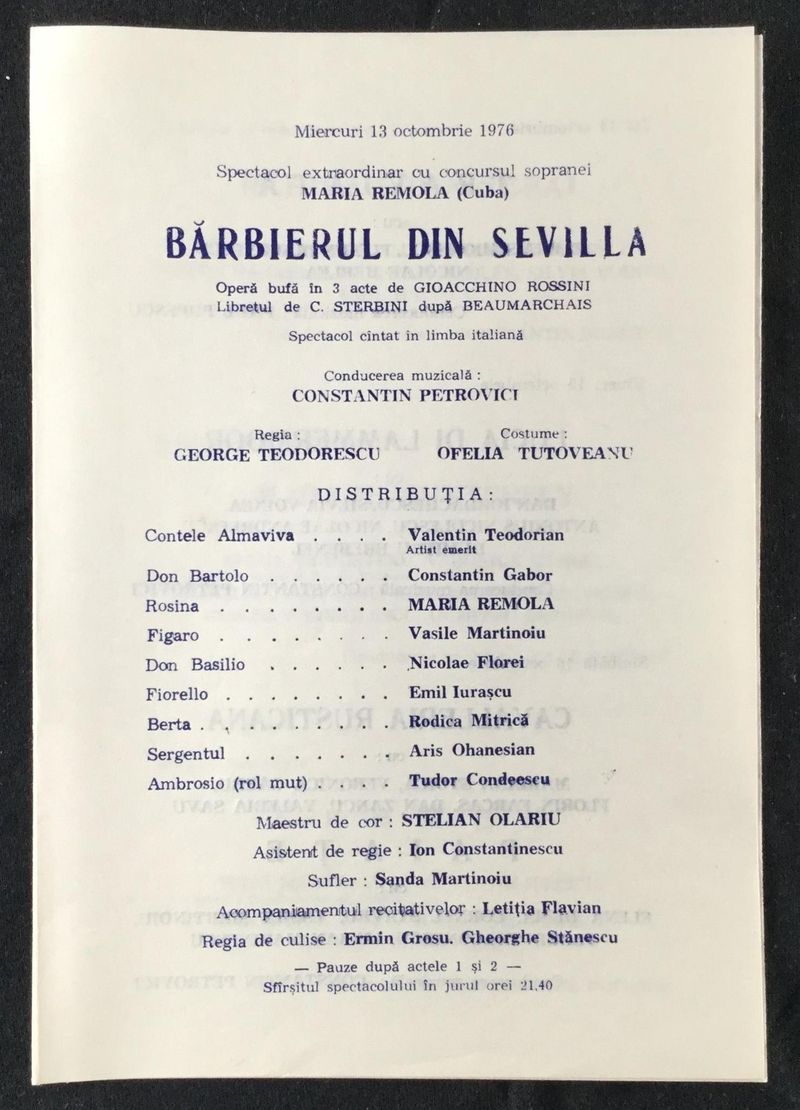 Miercuri 13 octombrie 1976
Spectacol extraordinar cu concursul sopranei
MARIA REMOLA (Cuba)
BĂRBIERUL DIN SEVILLA
Operă bufă în 3 acte de GIOACCHINO ROSSINI
Libretul de C. STERBINI după BEAUMARCHAIS
Spectacol cîntat în limba italiană
Conducerea muzicală :
CONSTANTIN PETROVICI
Regia : Costume :
GEORGE TEODORESCU OFELIA TUTOVEANU
DISTRIBUȚIA :
Contele Almaviva . . . . Valentin Teodorian
Artist emerit
Don Bartolo . . . . . . Constantin Gabor
Rosina . . . . . . . . MARIA REMOLA
Figaro . . . . . . . . Vasile Martinoiu
Don Basilio . . . . . . Nicolae Florei
Fiorello . . . . . . . . Emil Iurașcu
Berta . . . . . . . . . Rodica Mitrică
Sergentul . . . . . . . Aris Ohanesian
Ambrosio (rol mut) . . . . Tudor Condeescu
Maestru de cor : STELIAN OLARIU
Asistent de regie : Ion Constantinescu
Sufler : Sanda Martinoiu
Acompaniamentul recitativelor : Letiția Flavian
Regia de culise : Ermin Grosu. Gheorghe Stănescu
— Pauze după actele 1 și 2 —
Sfîrșitul spectacolului în jurul orei 21,40